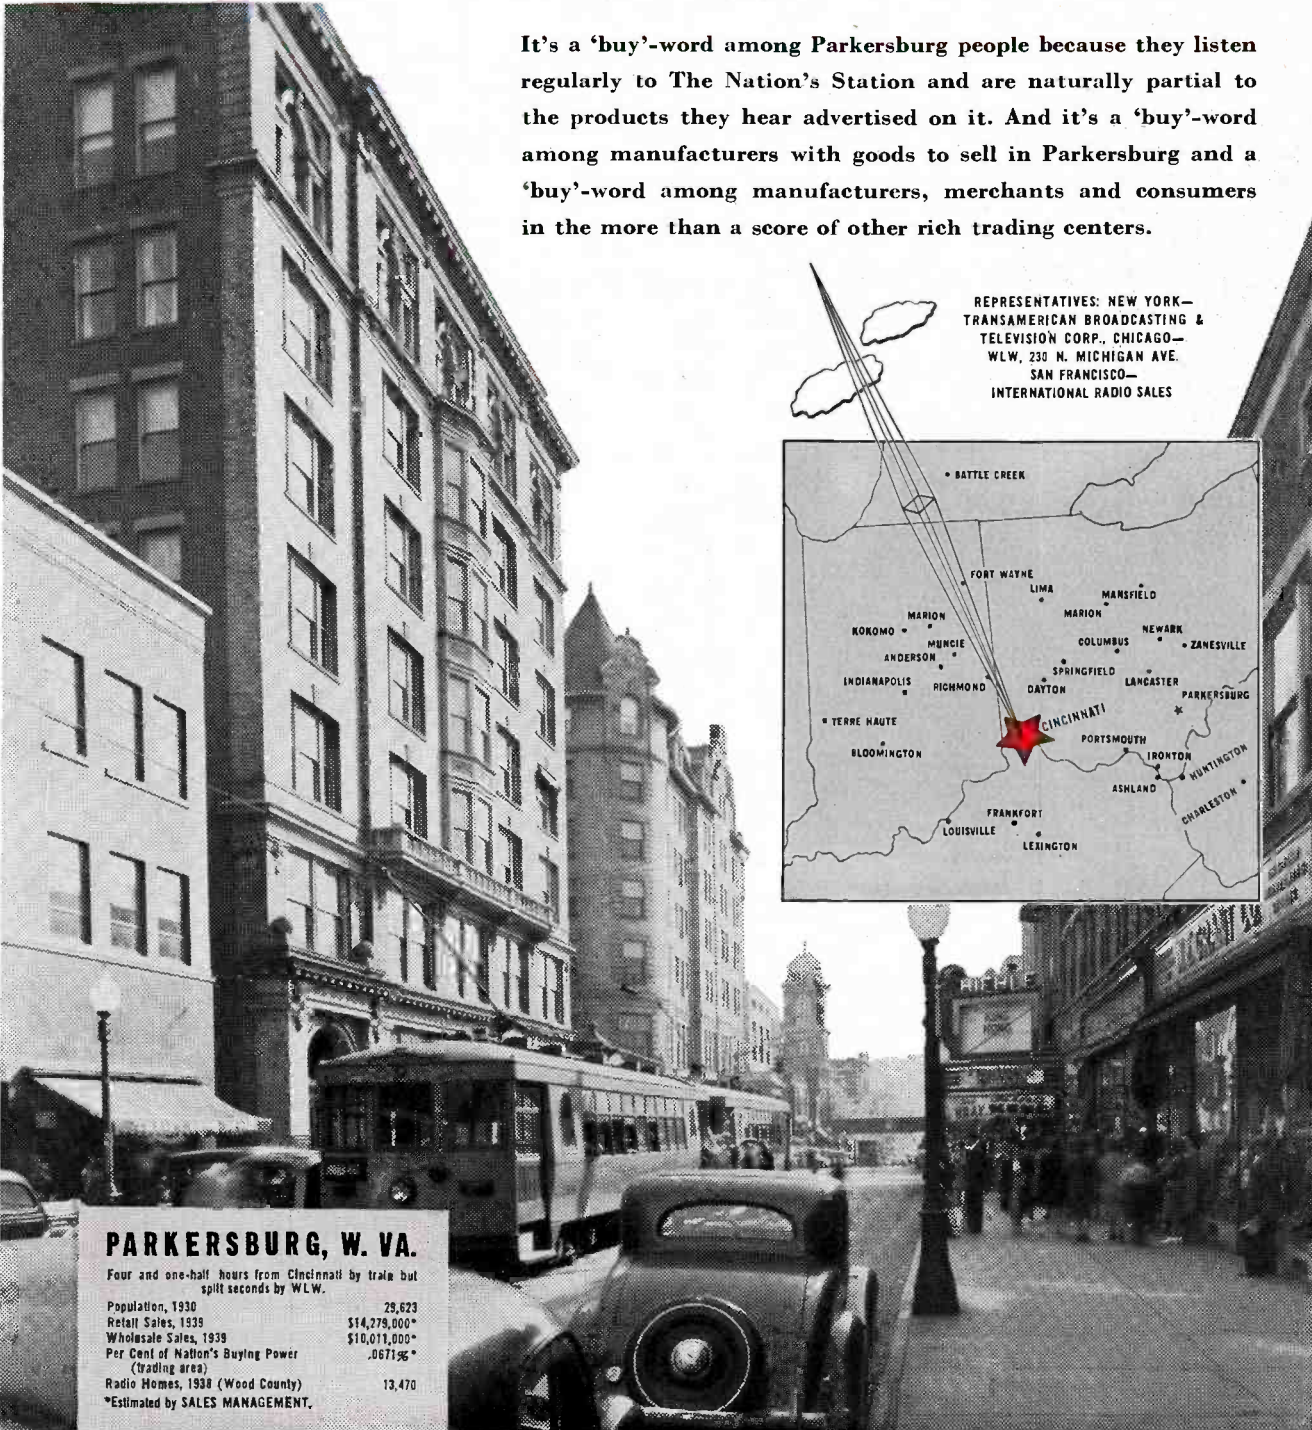 It's a 'buy'-word among Parkersburg people because they listen
regularly to The Nation's Station and are naturally partial to
the products they hear advertised on it. And it's a 'buy'-word
among manufacturers with goods to sell in Parkersburg and a
'buy'-word among manufacturers, merchants and consumers
in the more than a score of other rich trading centers.
REPRESENTATIVES: NEW YORK—
TRANSAMERICAN BROADCASTING &
TELEVISION CORP., CHICAGO—
WLW, 230 N. MICHIGAN AVE.
SAN FRANCISCO—
INTERNATIONAL RADIO SALES
BATTLE CREEK
FORT WAYNE
LIMA
MANSFIELD
MARION
MARION
KOKOMO
NEWARK
MUNCIE
COLUMBUS
ZANESVILLE
ANDERSON
SPRINGFIELD
INDIANAPOLIS
RICHMOND
DAYTON
LANCASTER
PARKERSBURG
CINCINNATI
TERRE HAUTE
PORTSMOUTH
BLOOMINGTON
IRONTON
HUNTINGTON
ASHLAND
CHARLESTON
FRANKFORT
LOUISVILLE
LEXINGTON
PARKERSBURG, W. VA.
Four and one-half hours from Cincinnati by train but
split seconds by WLW.
Population, 1930 29,623
Retail Sales, 1939 $14,279,000*
Wholesale Sales, 1939 $10,011,000*
Per Cent of Nation's Buying Power .0671%*
(trading area)
Radio Homes, 1938 (Wood County) 13,470
*Estimated by SALES MANAGEMENT.